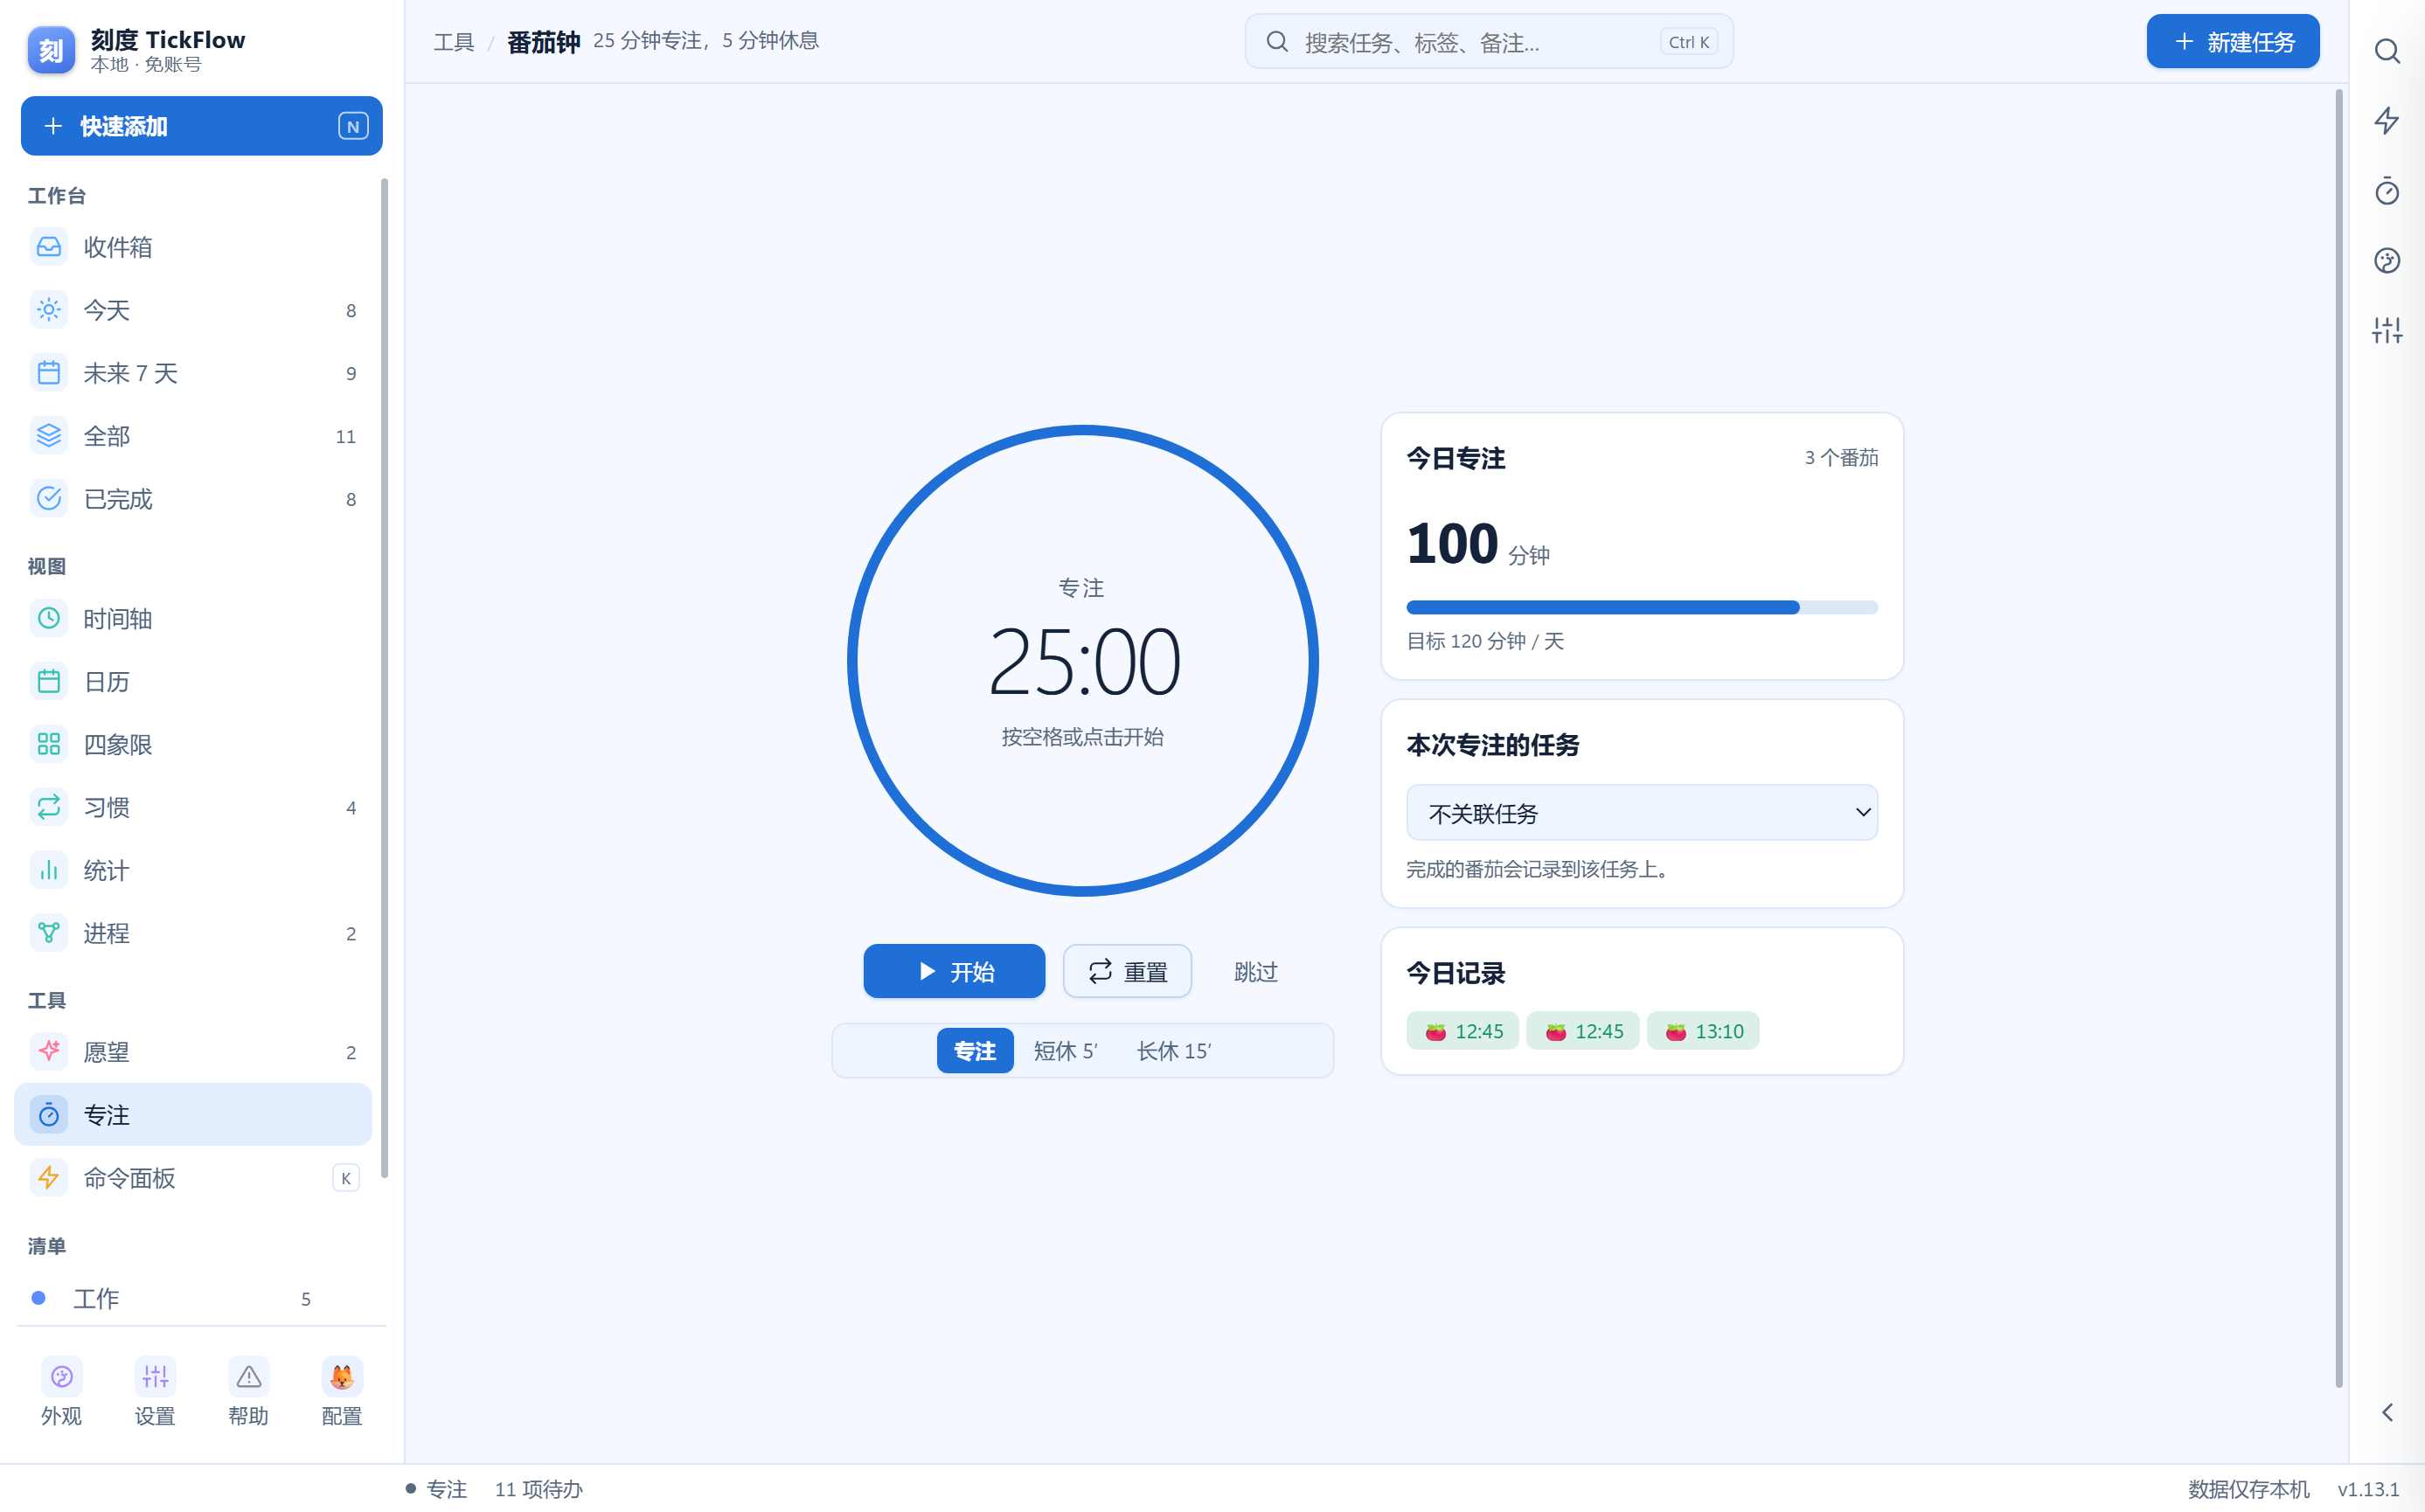 刻 刻度 TickFlow
本地 · 免账号
快速添加 N
工作台
收件箱
今天 8
未来 7 天 9
全部 11
已完成 8
视图
时间轴
日历
四象限
习惯 4
统计
进程 2
工具
愿望 2
专注
命令面板 K
清单
工作 5
外观 设置 帮助 配置
工具 / 番茄钟 25 分钟专注，5 分钟休息
搜索任务、标签、备注... Ctrl K
新建任务
专注
25:00
按空格或点击开始
开始 重置 跳过
专注 短休 5′ 长休 15′
今日专注 3 个番茄
100 分钟
目标 120 分钟 / 天
本次专注的任务
不关联任务
完成的番茄会记录到该任务上。
今日记录
12:45 12:45 13:10
专注 11 项待办
数据仅存本机 v1.13.1